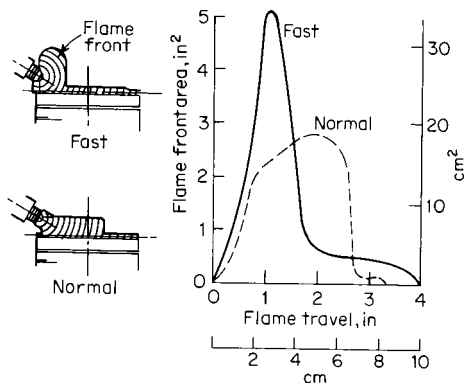 Flame
front
Fast
Normal
Flame front area, in²
5
4
3
2
1
0
Fast
Normal
30
20
10
cm²
0 1 2 3 4
Flame travel, in
2 4 6 8 10
cm